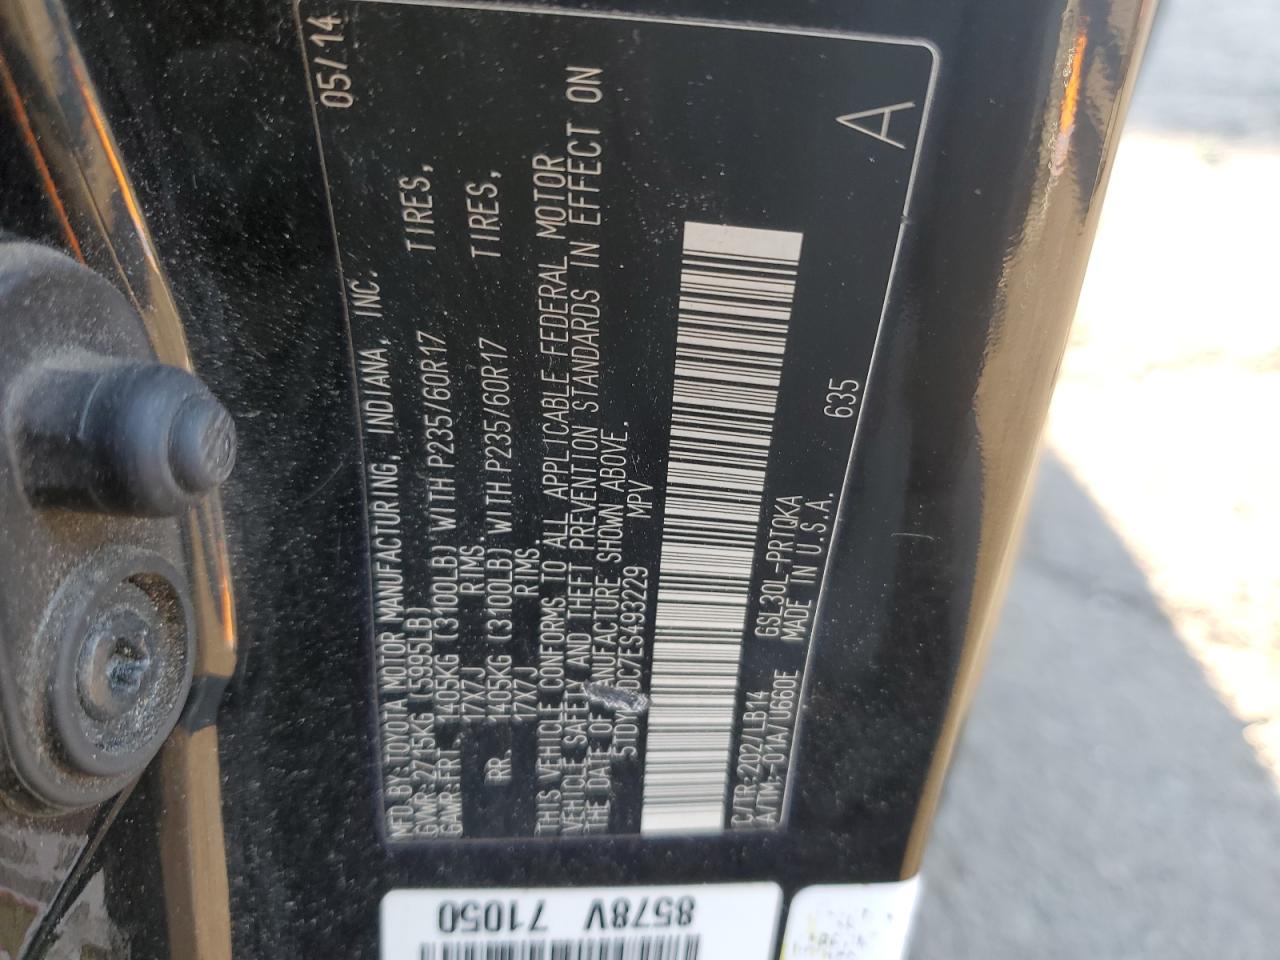 05/14
MFD.BY:TOYOTA MOTOR MANUFACTURING, INDIANA, INC.
GVWR:2715KG (5995LB)
GAWR:FRT. 1405KG (3100LB) WITH P235/60R17 TIRES,
17X7J RIMS.
RR. 1405KG (3100LB) WITH P235/60R17 TIRES,
17X7J RIMS
THIS VEHICLE CONFORMS TO ALL APPLICABLE FEDERAL MOTOR
VEHICLE SAFETY AND THEFT PREVENTION STANDARDS IN EFFECT ON
THE DATE OF MANUFACTURE SHOWN ABOVE.
MPV
C/TR:202/LB14 GSL30L-PRTQKA
A/TM:-01A/U660E MADE IN U.S.A. 635
A
71050
8578V